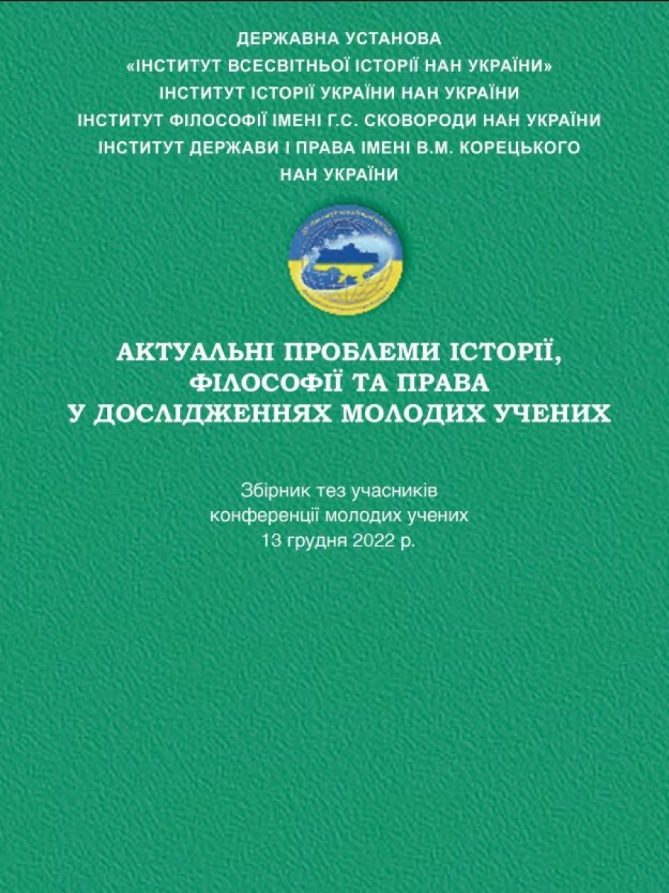 ДЕРЖАВНА УСТАНОВА
«ІНСТИТУТ ВСЕСВІТНЬОЇ ІСТОРІЇ НАН УКРАЇНИ»
ІНСТИТУТ ІСТОРІЇ УКРАЇНИ НАН УКРАЇНИ
ІНСТИТУТ ФІЛОСОФІЇ ІМЕНІ Г.С. СКОВОРОДИ НАН УКРАЇНИ
ІНСТИТУТ ДЕРЖАВИ І ПРАВА ІМЕНІ В.М. КОРЕЦЬКОГО
НАН УКРАЇНИ
АКТУАЛЬНІ ПРОБЛЕМИ ІСТОРІЇ,
ФІЛОСОФІЇ ТА ПРАВА
У ДОСЛІДЖЕННЯХ МОЛОДИХ УЧЕНИХ
Збірник тез учасників
конференції молодих учених
13 грудня 2022 р.